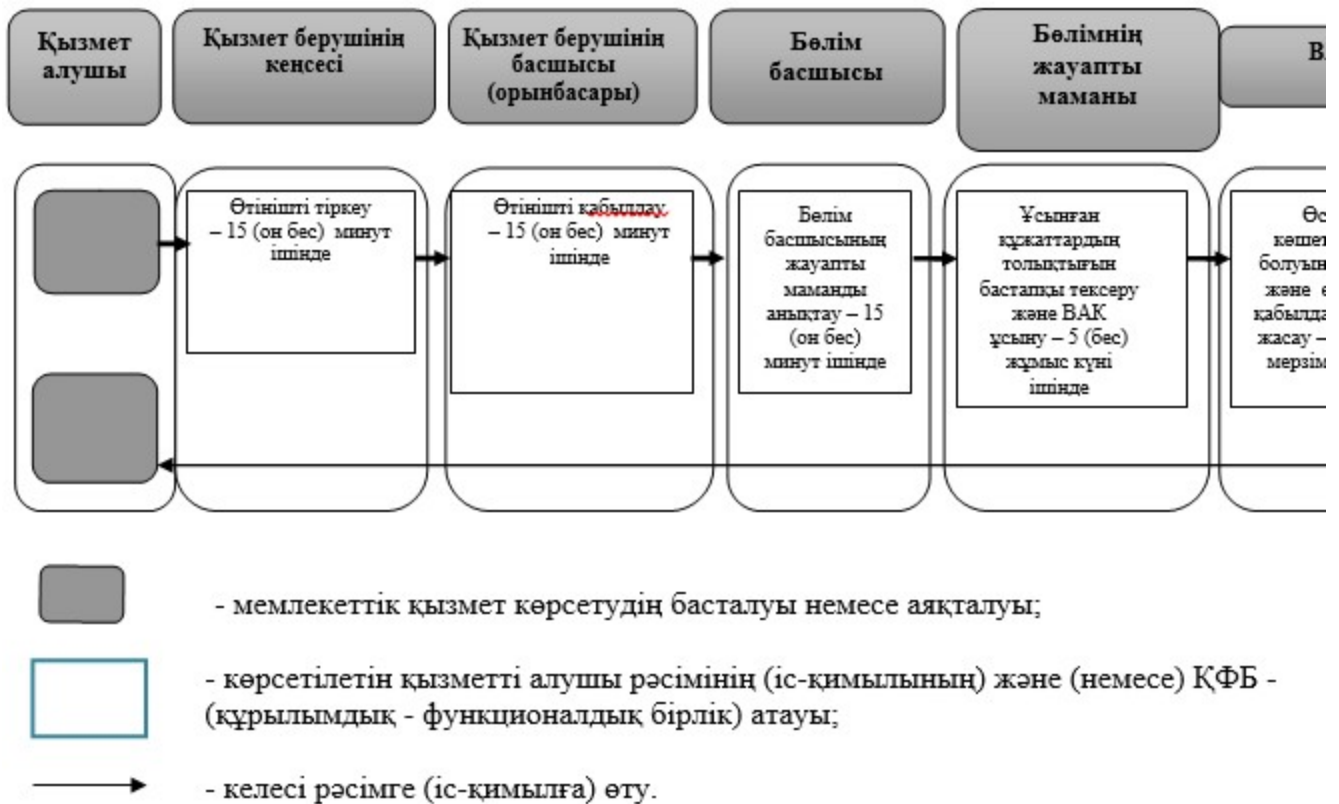 Қызмет
алушы
Қызмет берушінің
кеңсесі
Қызмет берушінің
басшысы
(орынбасары)
Бөлім
басшысы
Бөлімнің
жауапты
маманы
Өтінішті тіркеу
– 15 (он бес) минут
ішінде
Өтінішті қабылдау
– 15 (он бес) минут
ішінде
Бөлім
басшысының
жауапты
маманды
анықтау – 15
(он бес)
минут ішінде
Ұсынған
құжаттардың
толықтығын
бастапқы тексеру
және ВАК
ұсыну – 5 (бес)
жұмыс күні
ішінде
болуын
және
жасау –
- мемлекеттік қызмет көрсетудің басталуы немесе аяқталуы;
- көрсетілетін қызметті алушы рәсімінің (іс-қимылының) және (немесе) ҚФБ -
(құрылымдық - функционалдық бірлік) атауы;
- келесі рәсімге (іс-қимылға) өту.